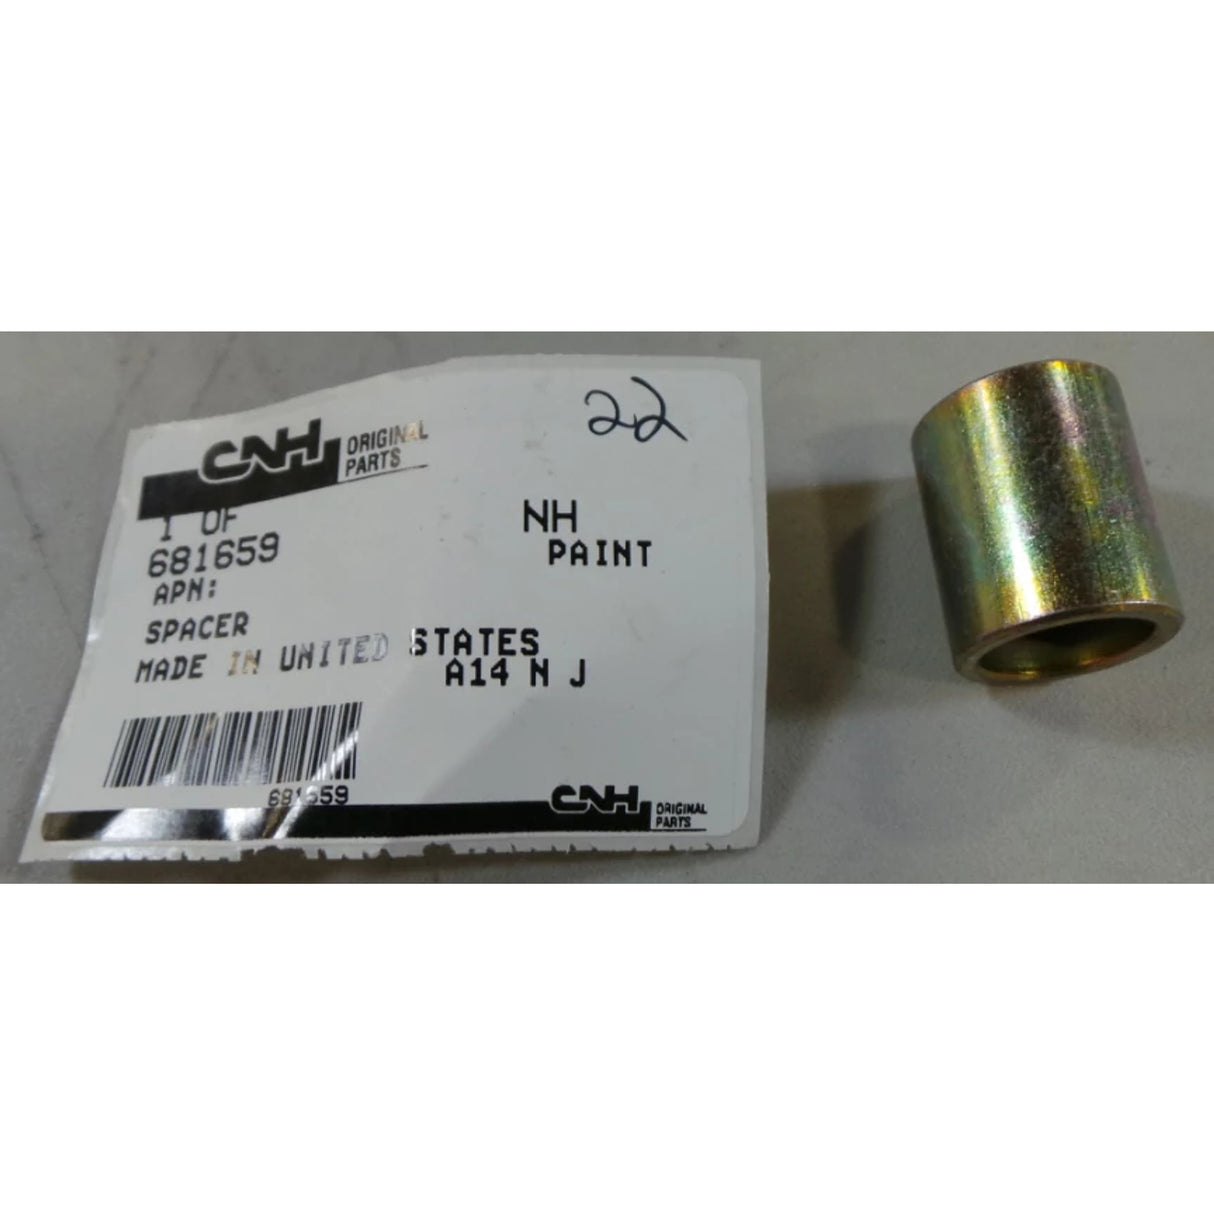 22
CNH ORIGINAL
PARTS
1 OF
681659
NH
PAINT
APN:
SPACER
MADE IN UNITED STATES
A14 N J
681659
CNH ORIGINAL
PARTS